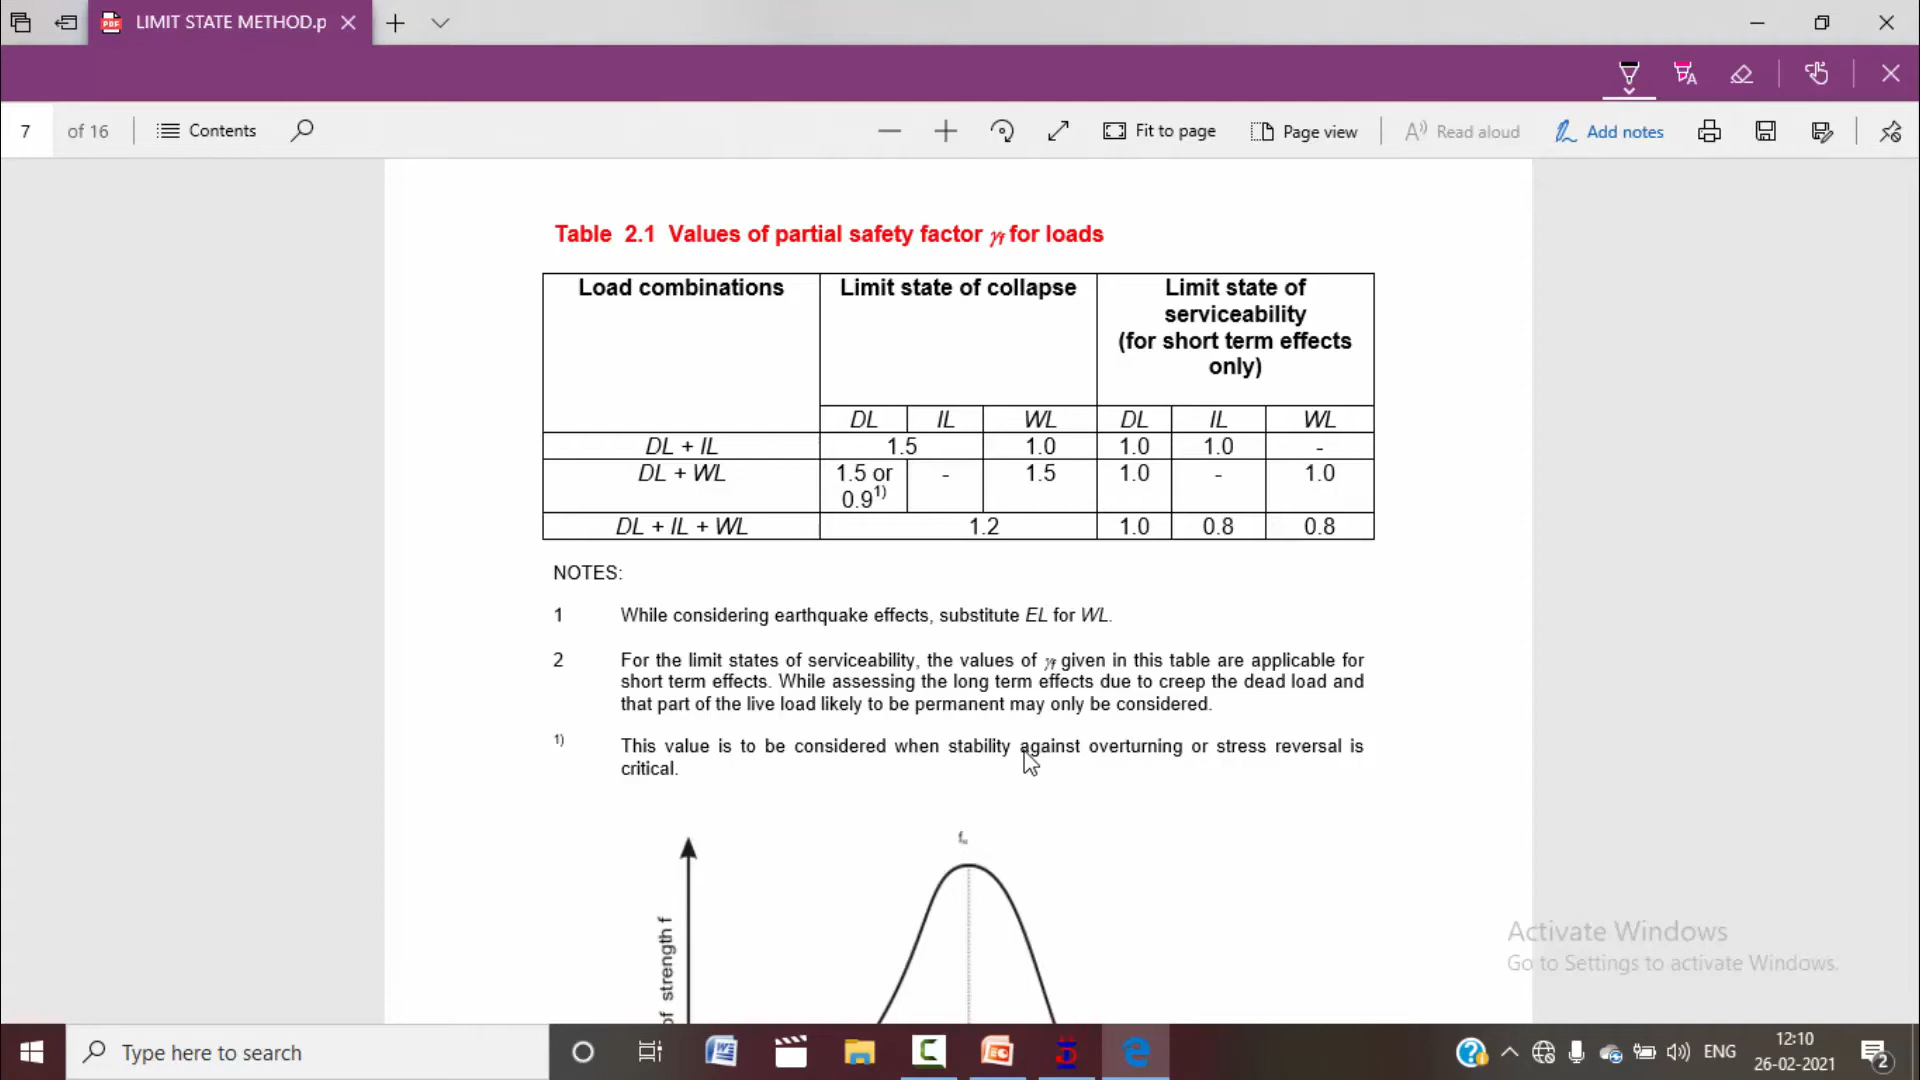 LIMIT STATE METHOD.p
7 of 16 Contents Fit to page Page view Read aloud Add notes
Table 2.1 Values of partial safety factor γf for loads
Load combinations Limit state of collapse Limit state of
serviceability
(for short term effects
only)
DL IL WL DL IL WL
DL + IL 1.5 1.0 1.0 1.0 -
DL + WL 1.5 or - 1.5 1.0 - 1.0
0.9¹⁾
DL + IL + WL 1.2 1.0 0.8 0.8
NOTES:
1 While considering earthquake effects, substitute EL for WL.
2 For the limit states of serviceability, the values of γf given in this table are applicable for
short term effects. While assessing the long term effects due to creep the dead load and
that part of the live load likely to be permanent may only be considered.
1) This value is to be considered when stability against overturning or stress reversal is
critical.
of strength f
Activate Windows
Go to Settings to activate Windows.
Type here to search
ENG
12:10
26-02-2021
2